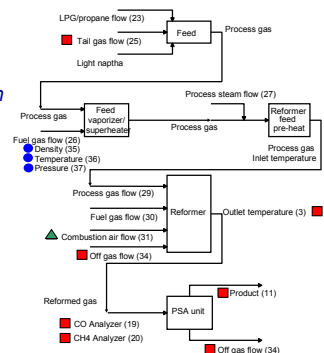 LPG/propane flow (23)
Tail gas flow (25)
Light naptha
Feed
Process gas
n
Process gas
Feed
vaporizer/
superheater
Fuel gas flow (26)
Density (35)
Temperature (36)
Pressure (37)
Process steam flow (27)
Process gas
Reformer
feed
pre-heat
Process gas
Inlet temperature
Process gas flow (29)
Fuel gas flow (30)
Combustion air flow (31)
Off gas flow (34)
Reformer
Outlet temperature (3)
Reformed gas
CO Analyzer (19)
CH4 Analyzer (20)
PSA unit
Product (11)
Off gas flow (34)